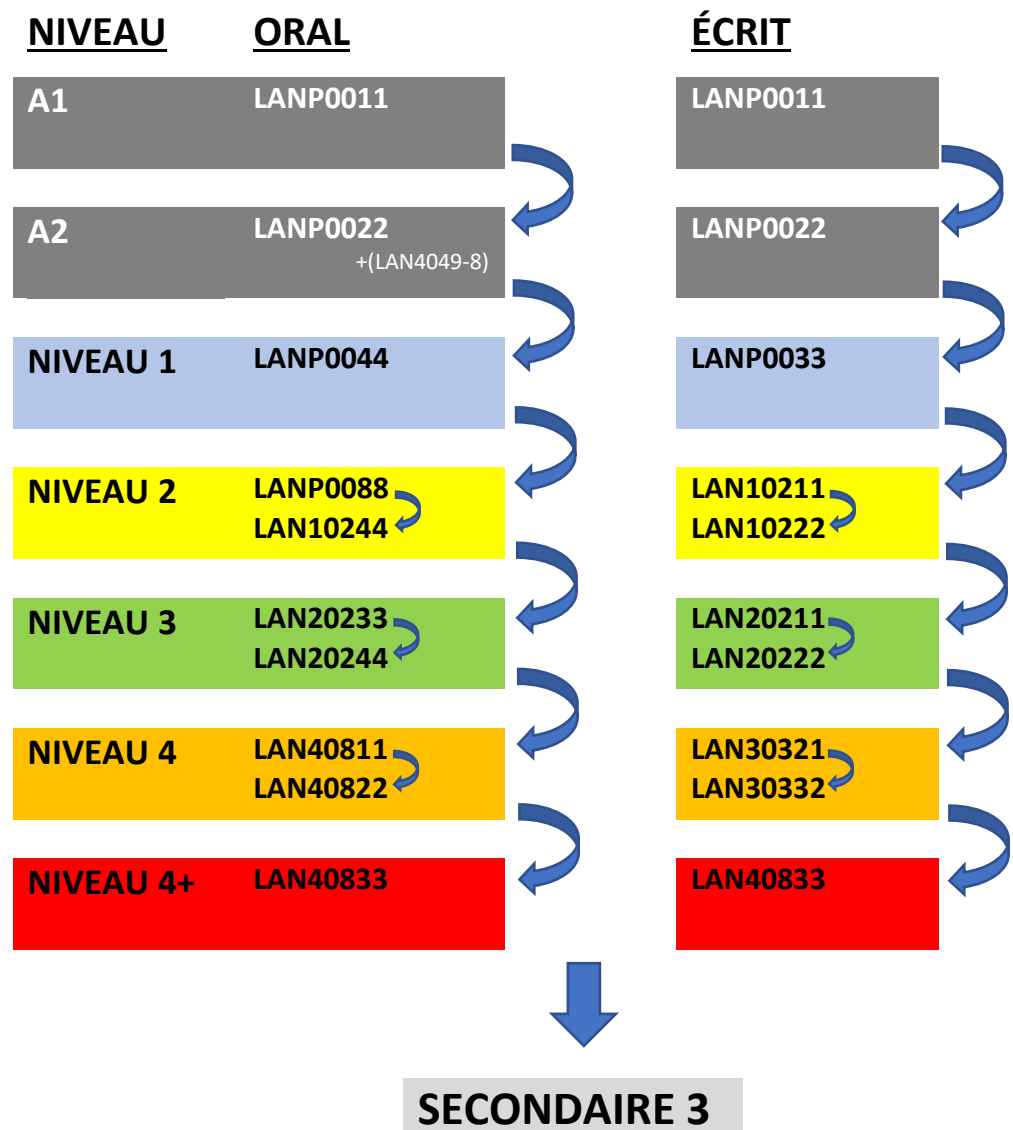 NIVEAU ORAL ÉCRIT
A1 LANP0011 LANP0011
A2 LANP0022 LANP0022
+(LAN4049-8)
NIVEAU 1 LANP0044 LANP0033
NIVEAU 2 LANP0088 LAN10211
LAN10244 LAN10222
NIVEAU 3 LAN20233 LAN20211
LAN20244 LAN20222
NIVEAU 4 LAN40811 LAN30321
LAN40822 LAN30332
NIVEAU 4+ LAN40833 LAN40833
SECONDAIRE 3